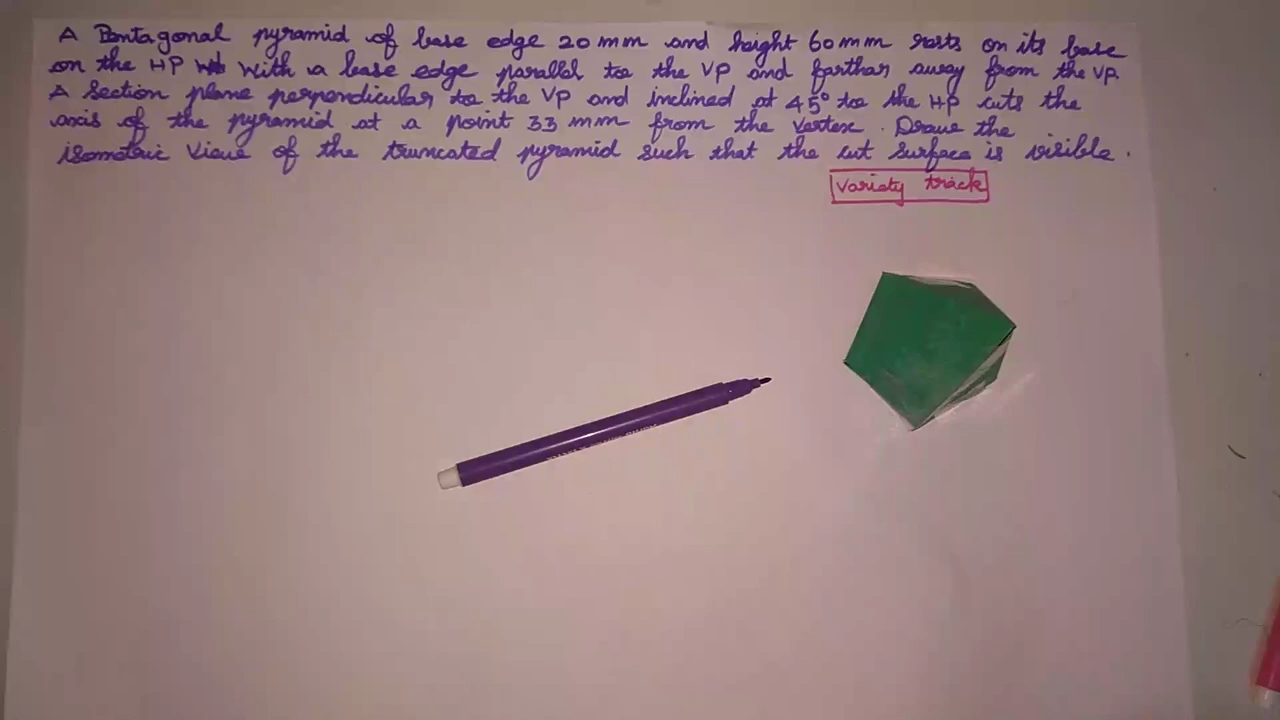 A Pentagonal pyramid of base edge 20 mm and height 60 mm rests on its base
on the HP with a base edge parallel to the VP and farthar away from the VP.
A section plane perpendicular to the VP and inclined at 45° to the HP cuts the
axis of the pyramid at a point 33 mm from the vertex. Draw the
isometric view of the truncated pyramid such that the cut surface is visible.
Variety track